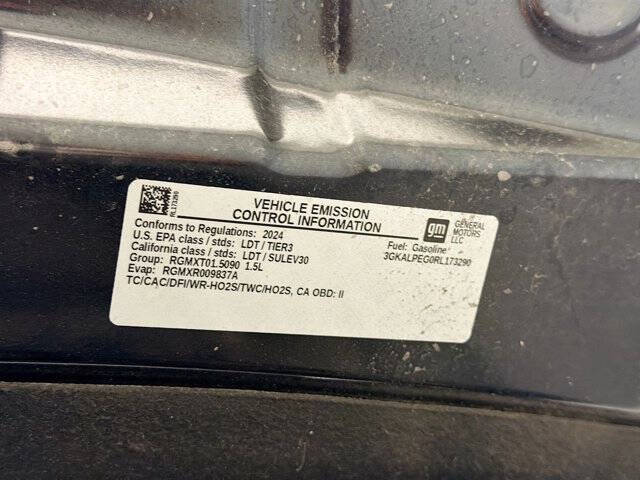 RL173290
VEHICLE EMISSION
CONTROL INFORMATION
gm
GENERAL
MOTORS
LLC
Conforms to Regulations: 2024
U.S. EPA class / stds: LDT / TIER3
California class / stds: LDT / SULEV30
Group: RGMXT01.5090 1.5L
Evap: RGMXR009837A
TC/CAC/DFI/WR-HO2S/TWC/HO2S, CA OBD: II
Fuel: Gasoline
3GKALPEG0RL173290